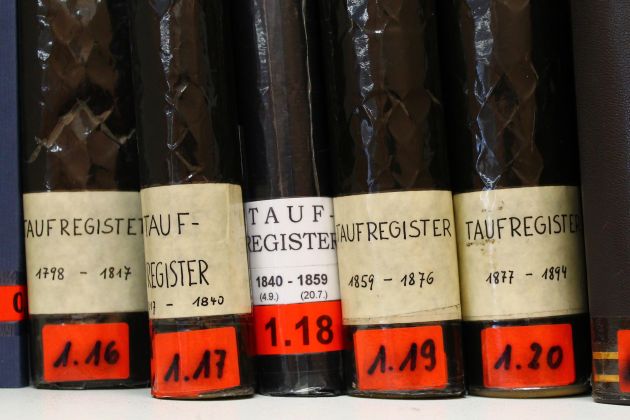 TAUFREGISTER
1798 - 1817
1.16
TAUF-
REGISTER
17 - 1840
1.17
TAUF-
REGISTER
1840 - 1859
(4.9.) (20.7.)
1.18
TAUFREGISTER
1859 - 1876
1.19
TAUFREGISTER
1877 - 1894
1.20